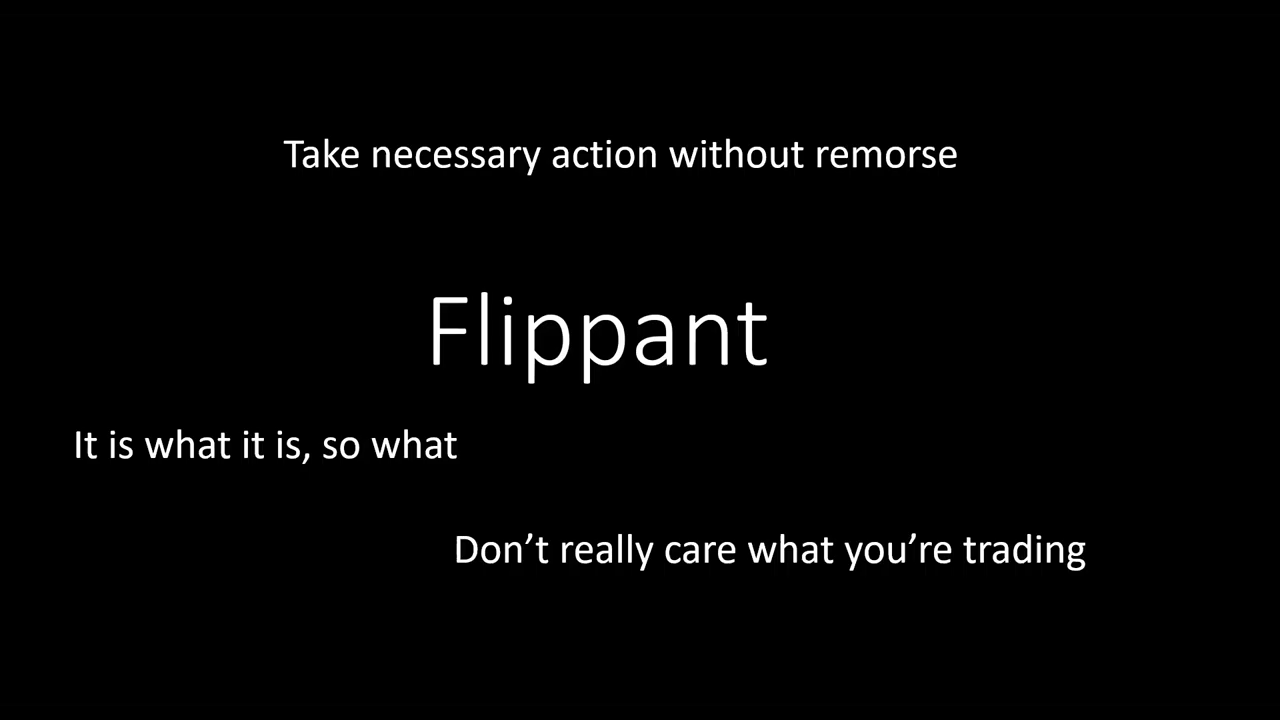 Take necessary action without remorse
Flippant
It is what it is, so what
Don’t really care what you’re trading